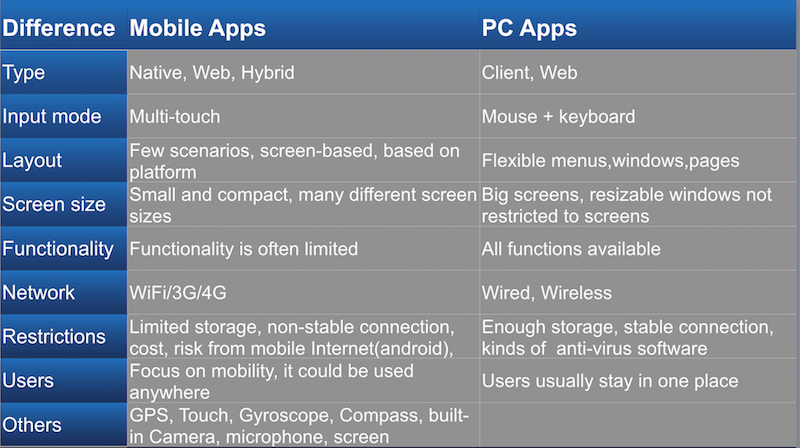 Difference Mobile Apps PC Apps
Type Native, Web, Hybrid Client, Web
Input mode Multi-touch Mouse + keyboard
Layout Few scenarios, screen-based, based on
platform Flexible menus,windows,pages
Screen size Small and compact, many different screen
sizes Big screens, resizable windows not
restricted to screens
Functionality Functionality is often limited All functions available
Network WiFi/3G/4G Wired, Wireless
Restrictions Limited storage, non-stable connection,
cost, risk from mobile Internet(android), Enough storage, stable connection,
kinds of anti-virus software
Users Focus on mobility, it could be used
anywhere Users usually stay in one place
Others GPS, Touch, Gyroscope, Compass, built-
in Camera, microphone, screen